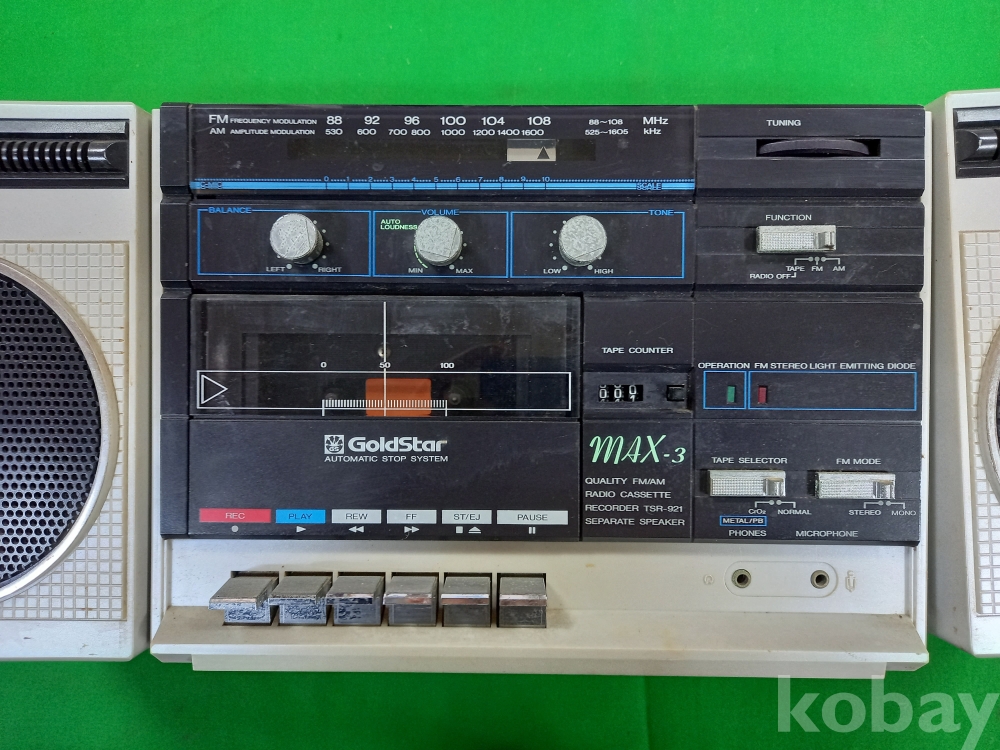 FM FREQUENCY MODULATION 88 92 96 100 104 108 88~108 MHz
AM AMPLITUDE MODULATION 530 600 700 800 1000 1200 1400 1600 525~1605 kHz
TUNING
0 1 2 3 4 5 6 7 8 9 10 SCALE
BALANCE
LEFT RIGHT
VOLUME
AUTO
LOUDNESS
MIN MAX
TONE
LOW HIGH
FUNCTION
TAPE FM AM
RADIO OFF
0 50 100
TAPE COUNTER
OPERATION FM STEREO LIGHT EMITTING DIODE
GS GoldStar
AUTOMATIC STOP SYSTEM
MAX-3
QUALITY FM/AM
RADIO CASSETTE
RECORDER TSR-921
SEPARATE SPEAKER
TAPE SELECTOR
CrO2 NORMAL
METAL/PB
FM MODE
STEREO MONO
REC PLAY REW FF ST/EJ PAUSE
PHONES MICROPHONE
kobay